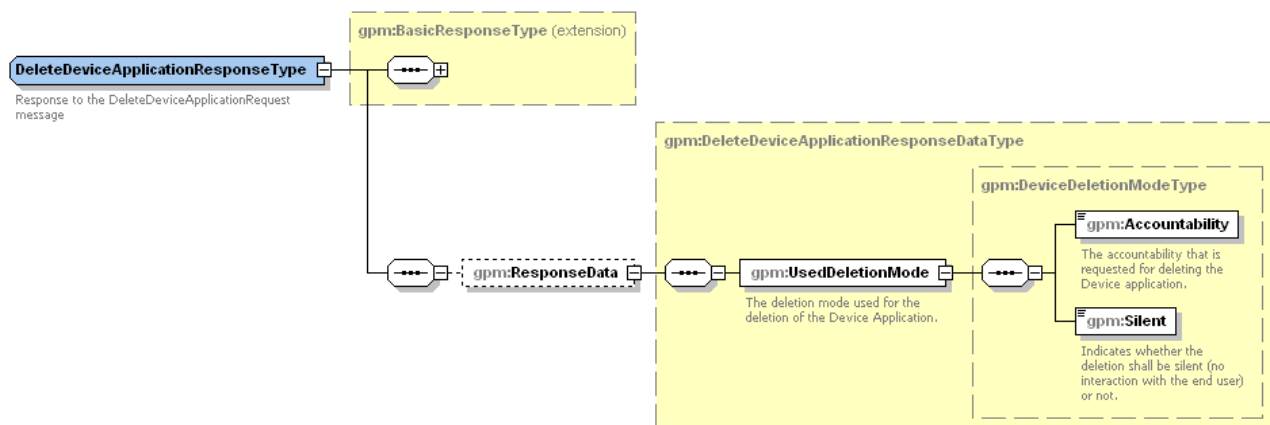 gpm:BasicResponseType (extension)
DeleteDeviceApplicationResponseType
Response to the DeleteDeviceApplicationRequest
message
gpm:DeleteDeviceApplicationResponseDataType
gpm:DeviceDeletionModeType
gpm:Accountability
The accountability that is
requested for deleting the
Device application.
gpm:ResponseData
gpm:UsedDeletionMode
The deletion mode used for the
deletion of the Device Application.
gpm:Silent
Indicates whether the
deletion shall be silent (no
interaction with the end user)
or not.